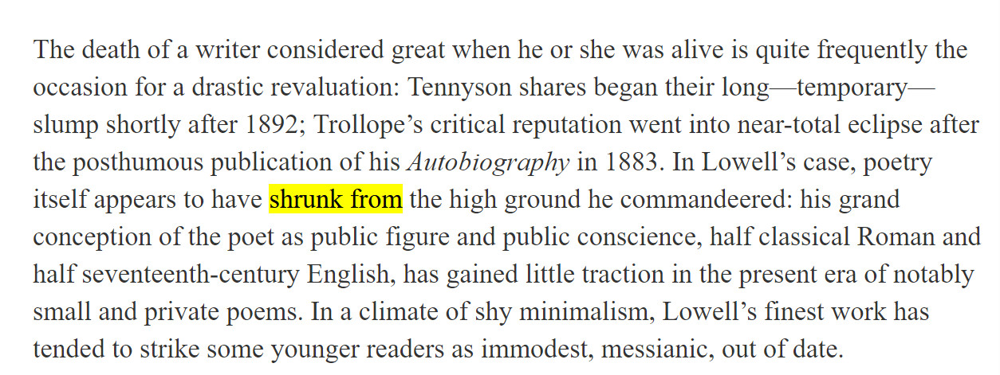 The death of a writer considered great when he or she was alive is quite frequently the
occasion for a drastic revaluation: Tennyson shares began their long—temporary—
slump shortly after 1892; Trollope’s critical reputation went into near-total eclipse after
the posthumous publication of his Autobiography in 1883. In Lowell’s case, poetry
itself appears to have shrunk from the high ground he commandeered: his grand
conception of the poet as public figure and public conscience, half classical Roman and
half seventeenth-century English, has gained little traction in the present era of notably
small and private poems. In a climate of shy minimalism, Lowell’s finest work has
tended to strike some younger readers as immodest, messianic, out of date.